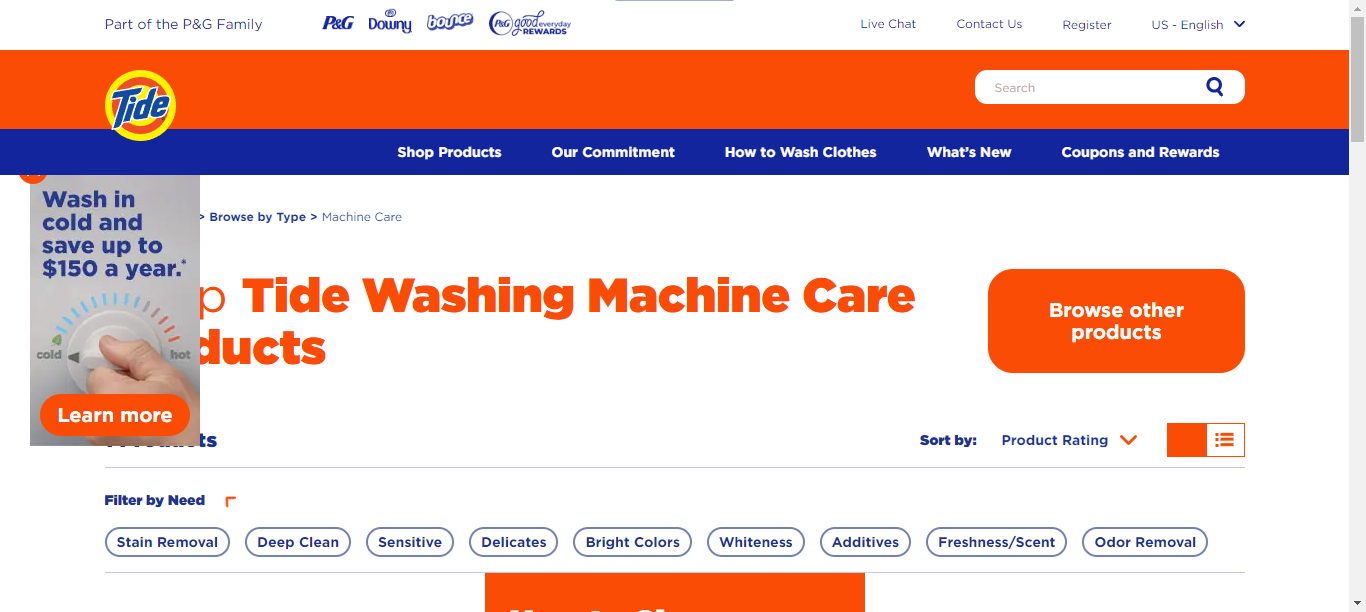 Part of the P&G Family
P&G
Downy
bounce
P&G good everyday REWARDS
Live Chat
Contact Us
Register
US - English
Tide
Search
Shop Products
Our Commitment
How to Wash Clothes
What's New
Coupons and Rewards
> Browse by Type > Machine Care
Wash in
cold and
save up to
$150 a year.*
cold
hot
Learn more
p Tide Washing Machine Care
ducts
Browse other
products
Sort by:
Product Rating
Filter by Need
Stain Removal
Deep Clean
Sensitive
Delicates
Bright Colors
Whiteness
Additives
Freshness/Scent
Odor Removal